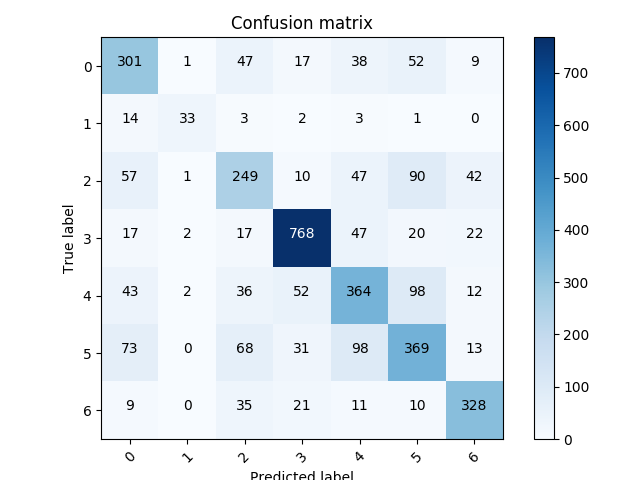 Confusion matrix
True label
0 301 1 47 17 38 52 9
1 14 33 3 2 3 1 0
2 57 1 249 10 47 90 42
3 17 2 17 768 47 20 22
4 43 2 36 52 364 98 12
5 73 0 68 31 98 369 13
6 9 0 35 21 11 10 328
0 1 2 3 4 5 6
Predicted label
700
600
500
400
300
200
100
0